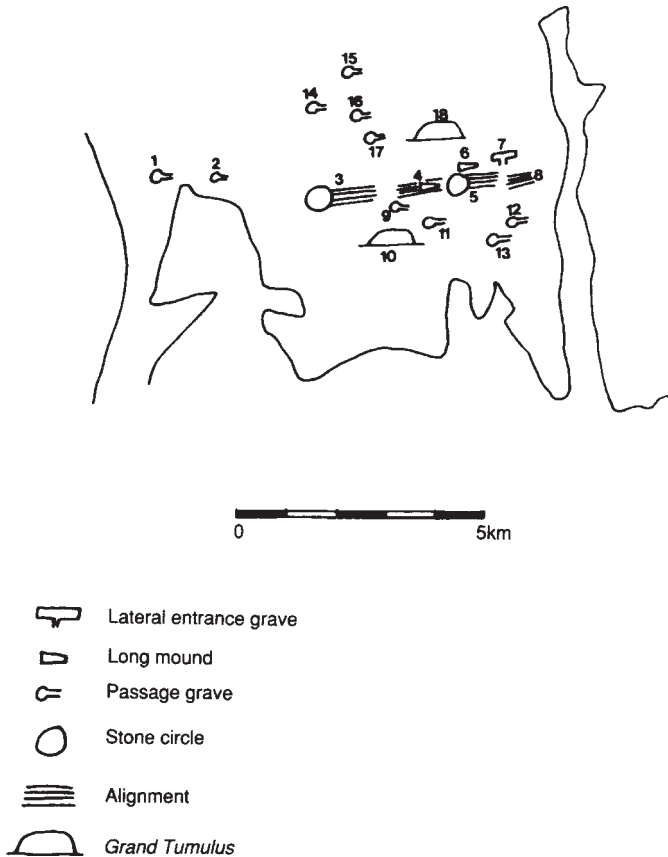 15
14
16
18
17
7
6
1
2
3
4
8
5
9
12
11
13
10
0
5km
Lateral entrance grave
Long mound
Passage grave
Stone circle
Alignment
Grand Tumulus